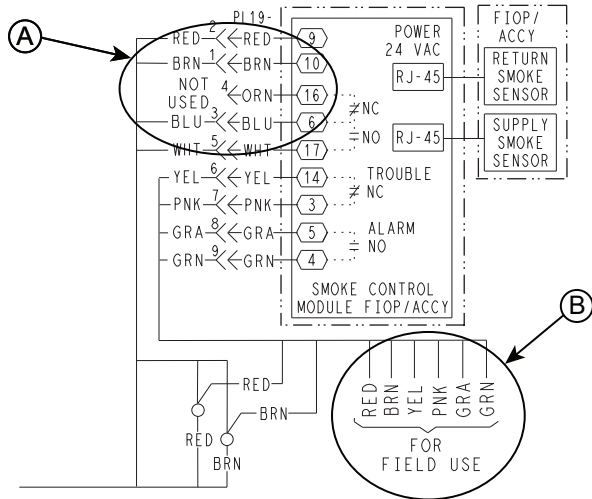 PL19-
A
RED 2 RED 9
BRN 1 BRN 10
NOT USED 4 ORN 16
BLU 3 BLU 6
WHT 5 WHT 17
YEL 6 YEL 14
PNK 7 PNK 3
GRA 8 GRA 5
GRN 9 GRN 4
NC
NO
TROUBLE
NC
ALARM
NO
POWER
24 VAC
RJ-45
RJ-45
SMOKE CONTROL
MODULE FIOP/ACCY
FIOP/
ACCY
RETURN
SMOKE
SENSOR
SUPPLY
SMOKE
SENSOR
B
RED
BRN
RED
BRN
RED
BRN
YEL
PNK
GRA
GRN
FOR
FIELD USE